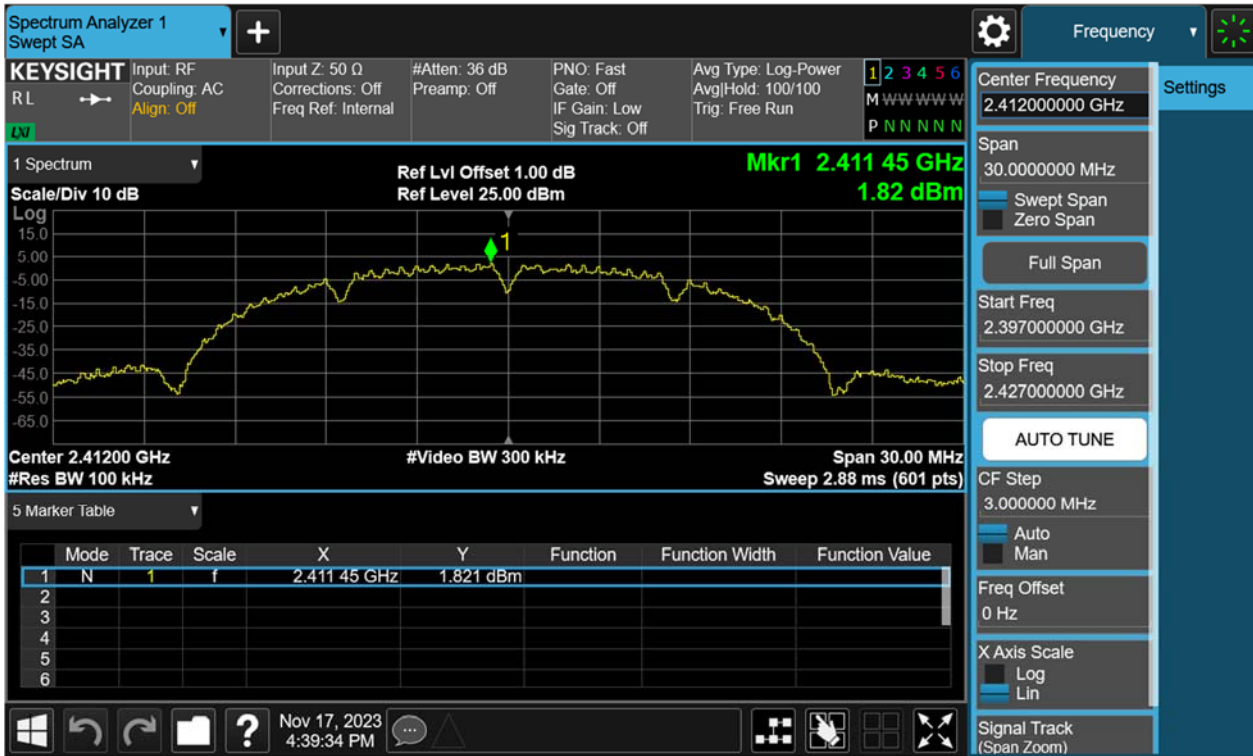 Spectrum Analyzer 1
Swept SA
+
Frequency
KEYSIGHT
RL
LXI
Input: RF
Coupling: AC
Align: Off
Input Z: 50 Ω
Corrections: Off
Freq Ref: Internal
#Atten: 36 dB
Preamp: Off
PNO: Fast
Gate: Off
IF Gain: Low
Sig Track: Off
Avg Type: Log-Power
Avg|Hold: 100/100
Trig: Free Run
1 2 3 4 5 6
M W W W W W
P N N N N N
1 Spectrum
Scale/Div 10 dB
Ref Lvl Offset 1.00 dB
Ref Level 25.00 dBm
Mkr1 2.411 45 GHz
1.82 dBm
Log
15.0
5.00
-5.00
-15.0
-25.0
-35.0
-45.0
-55.0
-65.0
1
Center 2.41200 GHz
#Res BW 100 kHz
#Video BW 300 kHz
Span 30.00 MHz
Sweep 2.88 ms (601 pts)
5 Marker Table
Mode Trace Scale X Y Function Function Width Function Value
1 N 1 f 2.411 45 GHz 1.821 dBm
2
3
4
5
6
Nov 17, 2023
4:39:34 PM
?
Center Frequency
2.412000000 GHz
Settings
Span
30.0000000 MHz
Swept Span
Zero Span
Full Span
Start Freq
2.397000000 GHz
Stop Freq
2.427000000 GHz
AUTO TUNE
CF Step
3.000000 MHz
Auto
Man
Freq Offset
0 Hz
X Axis Scale
Log
Lin
Signal Track
(Span Zoom)